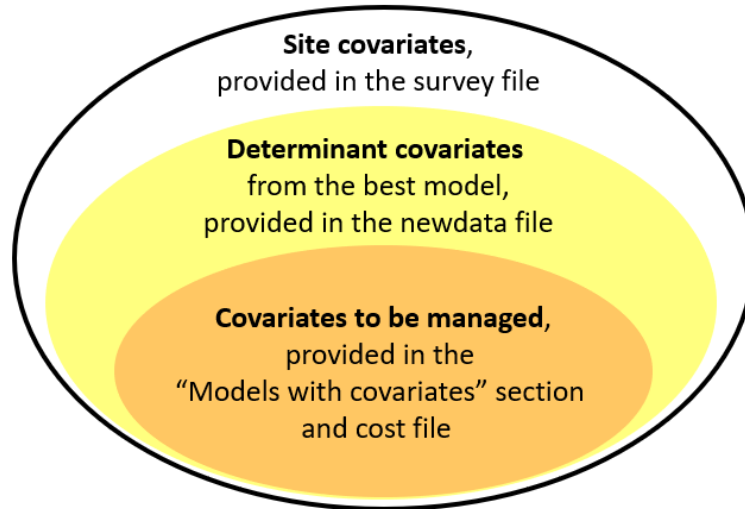 Site covariates,
provided in the survey file
Determinant covariates
from the best model,
provided in the newdata file
Covariates to be managed,
provided in the
“Models with covariates” section
and cost file